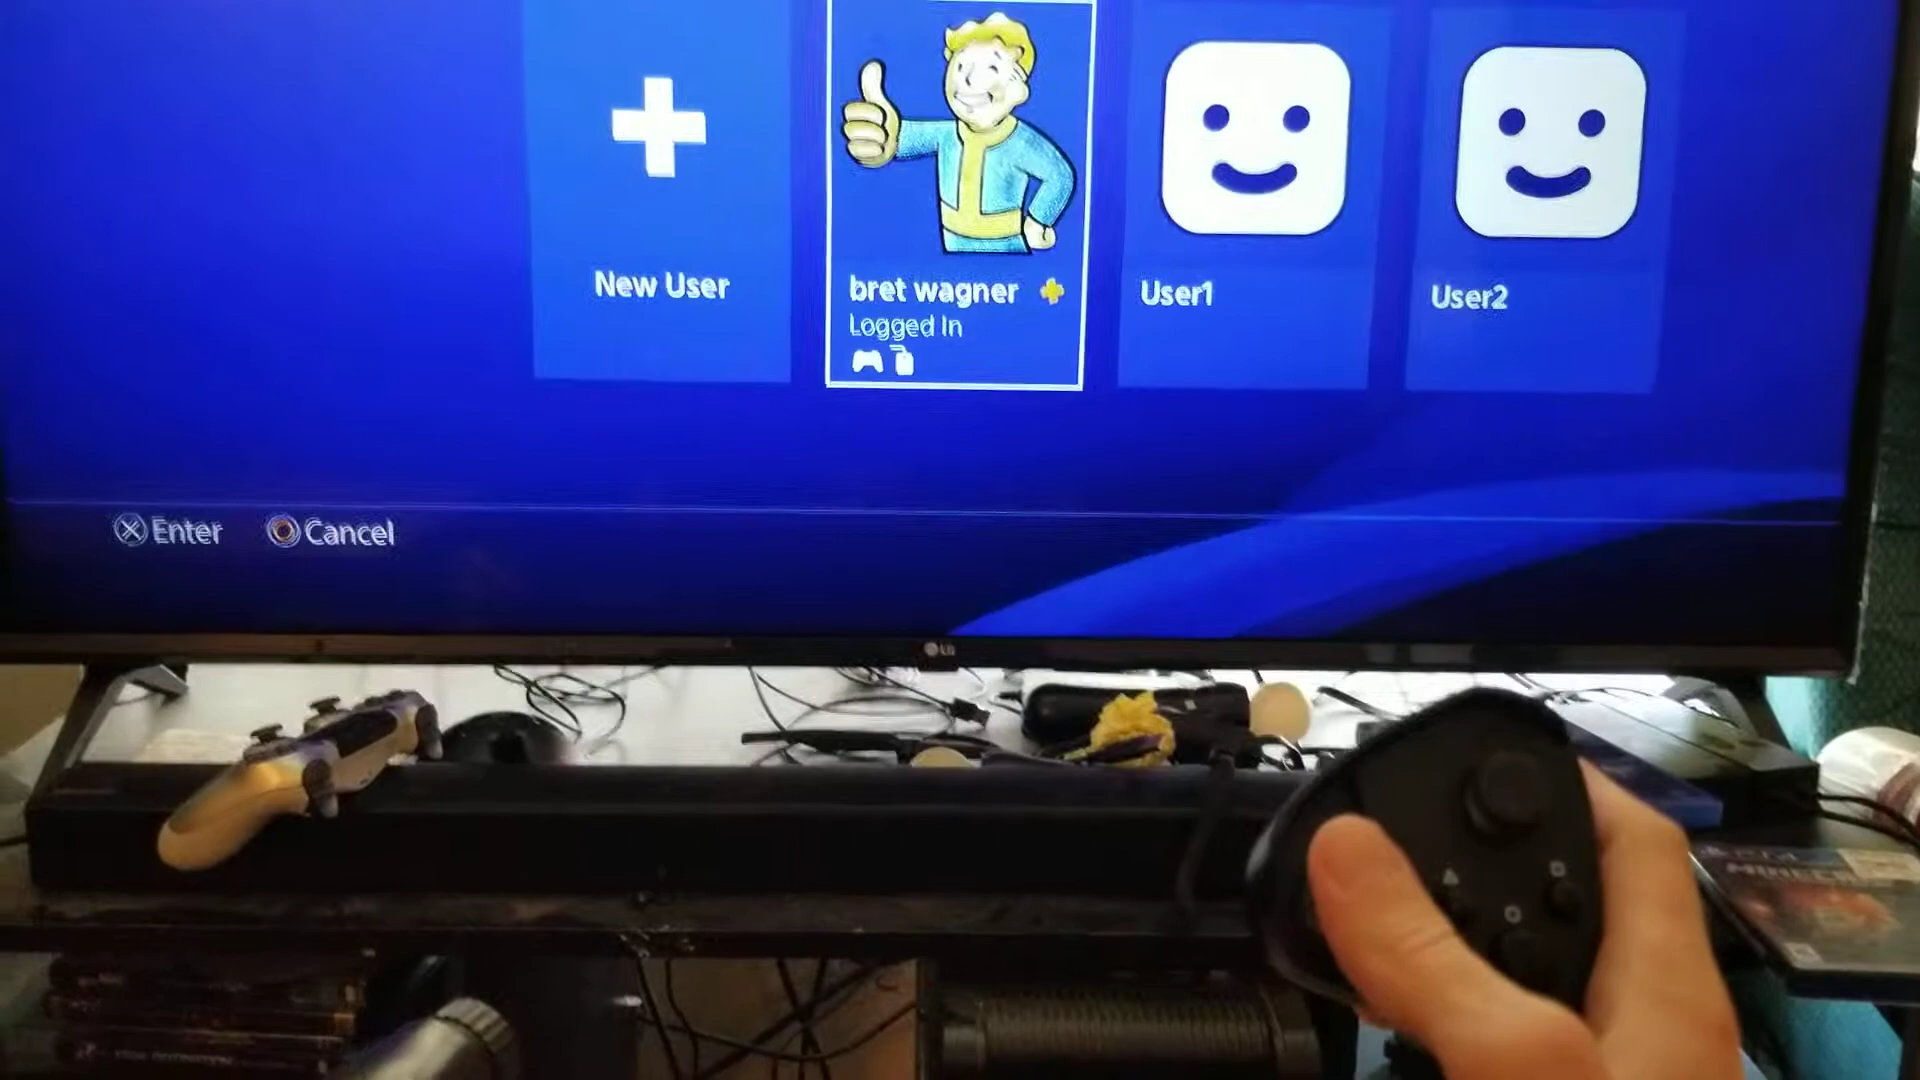 New User
bret wagner
Logged In
User1
User2
Enter
Cancel
LG